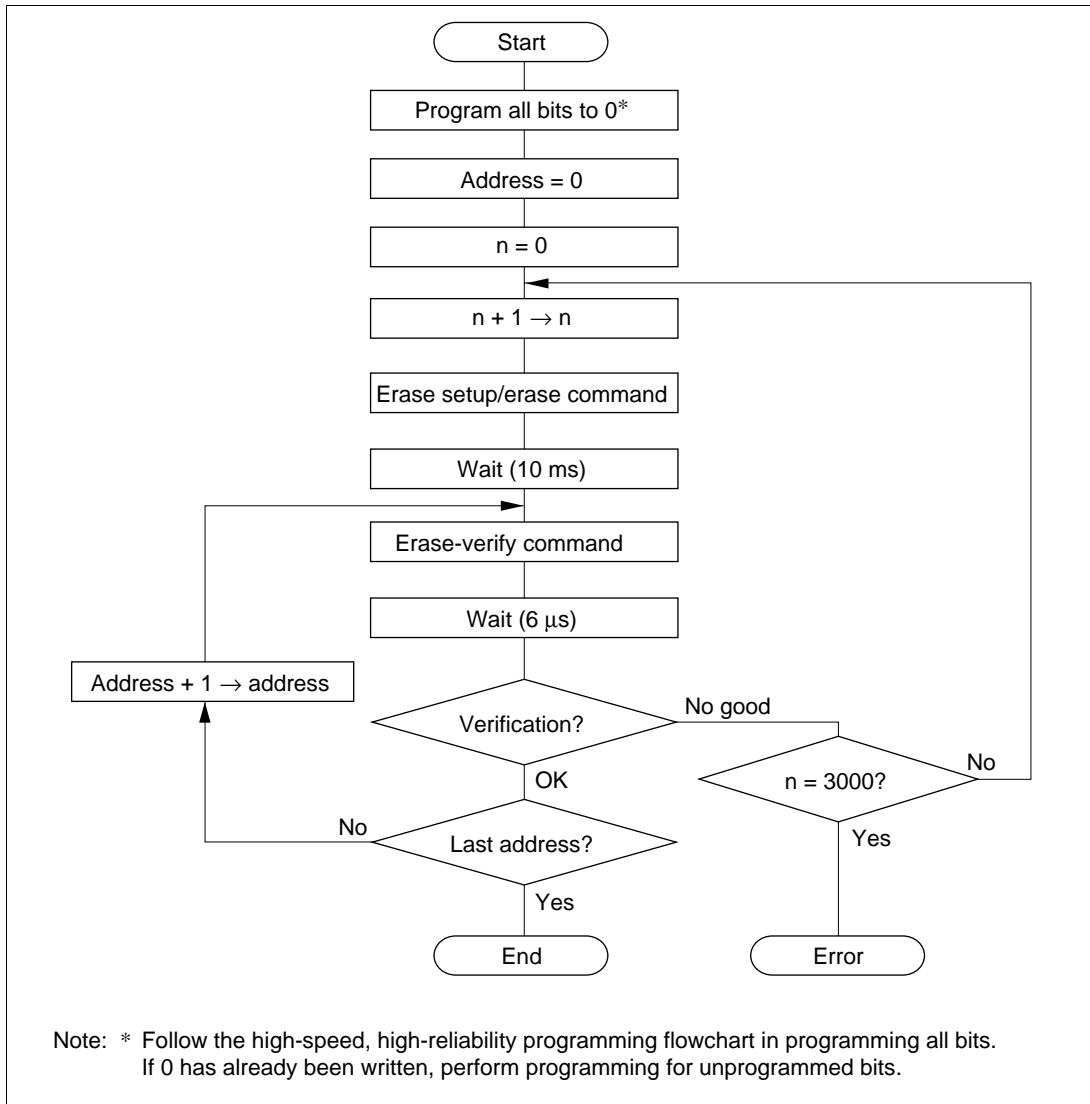 Start
Program all bits to 0*
Address = 0
n = 0
n + 1 → n
Erase setup/erase command
Wait (10 ms)
Erase-verify command
Wait (6 μs)
Address + 1 → address
Verification?
No good
OK
n = 3000?
No
Yes
No
Last address?
Yes
End
Error
Note: * Follow the high-speed, high-reliability programming flowchart in programming all bits.
If 0 has already been written, perform programming for unprogrammed bits.